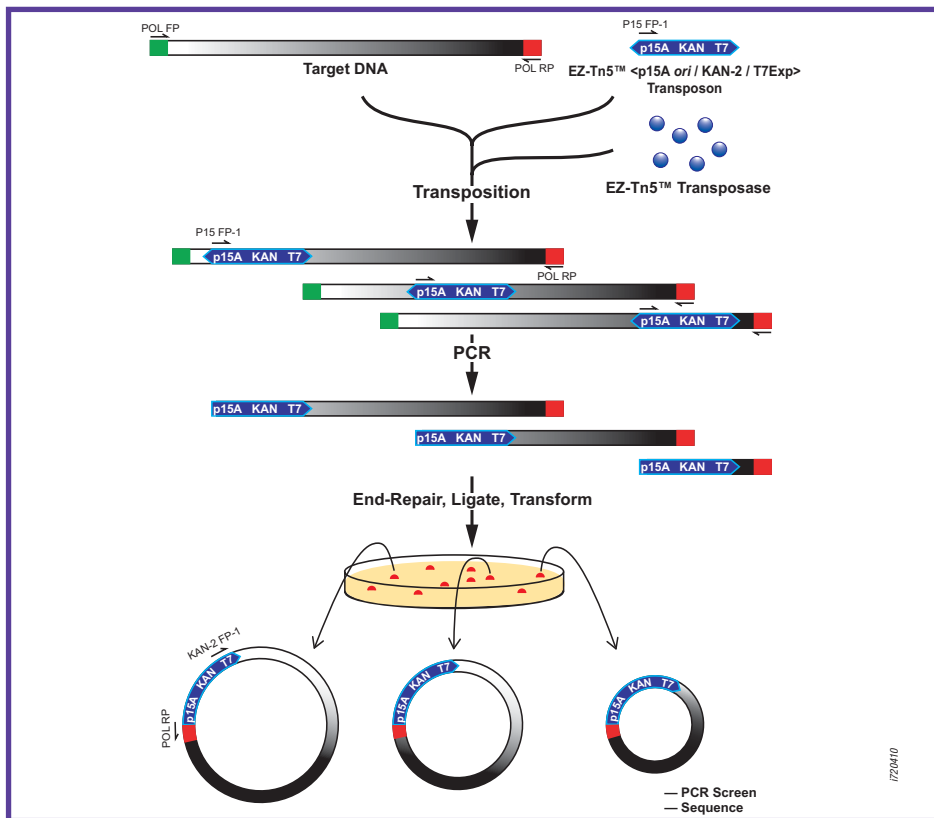 POL FP
P15 FP-1
p15A KAN T7
Target DNA
POL RP
EZ-Tn5™ <p15A ori / KAN-2 / T7Exp>
Transposon
EZ-Tn5™ Transposase
Transposition
P15 FP-1
p15A KAN T7
POL RP
p15A KAN T7
p15A KAN T7
PCR
p15A KAN T7
p15A KAN T7
p15A KAN T7
End-Repair, Ligate, Transform
KAN-2 FP-1
p15A KAN T7
POL RP
p15A KAN T7
p15A KAN T7
— PCR Screen
— Sequence
i720410